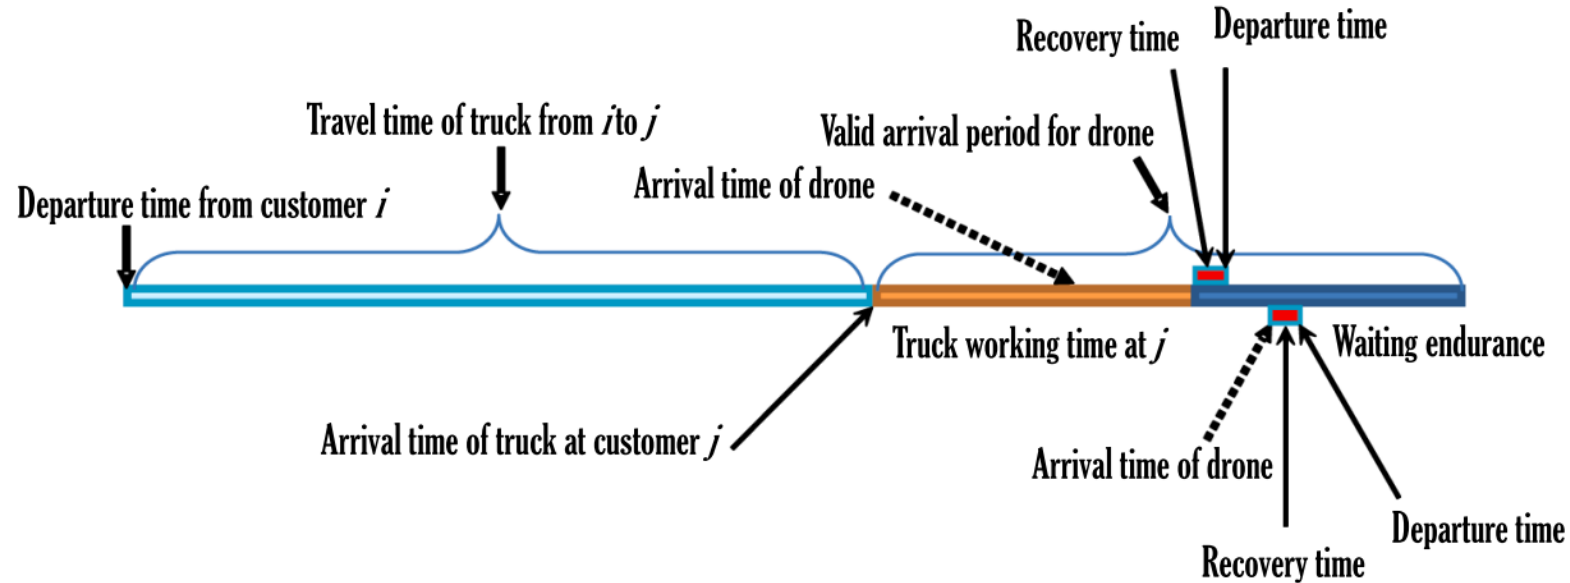 Departure time
Recovery time
Travel time of truck from i to j
Valid arrival period for drone
Arrival time of drone
Departure time from customer i
Truck working time at j
Waiting endurance
Arrival time of truck at customer j
Arrival time of drone
Departure time
Recovery time